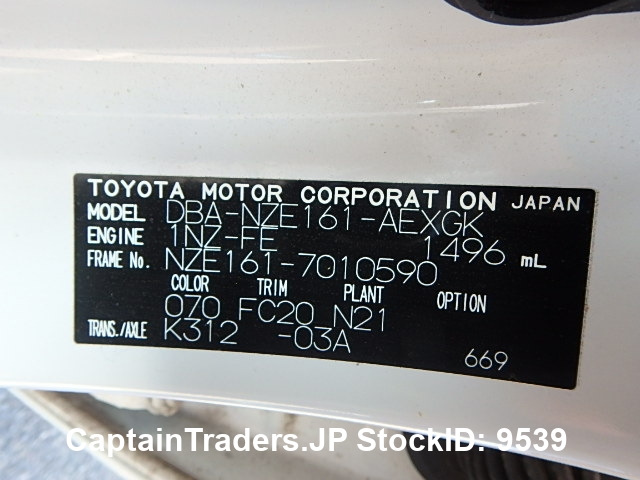 TOYOTA MOTOR CORPORATION JAPAN
MODEL DBA-NZE161-AEXGK
ENGINE 1NZ-FE 1496 mL
FRAME NO. NZE161-7010590
COLOR TRIM PLANT OPTION
070 FC20 N21
TRANS./AXLE K312 -03A
669
CaptainTraders.JP StockID: 9539